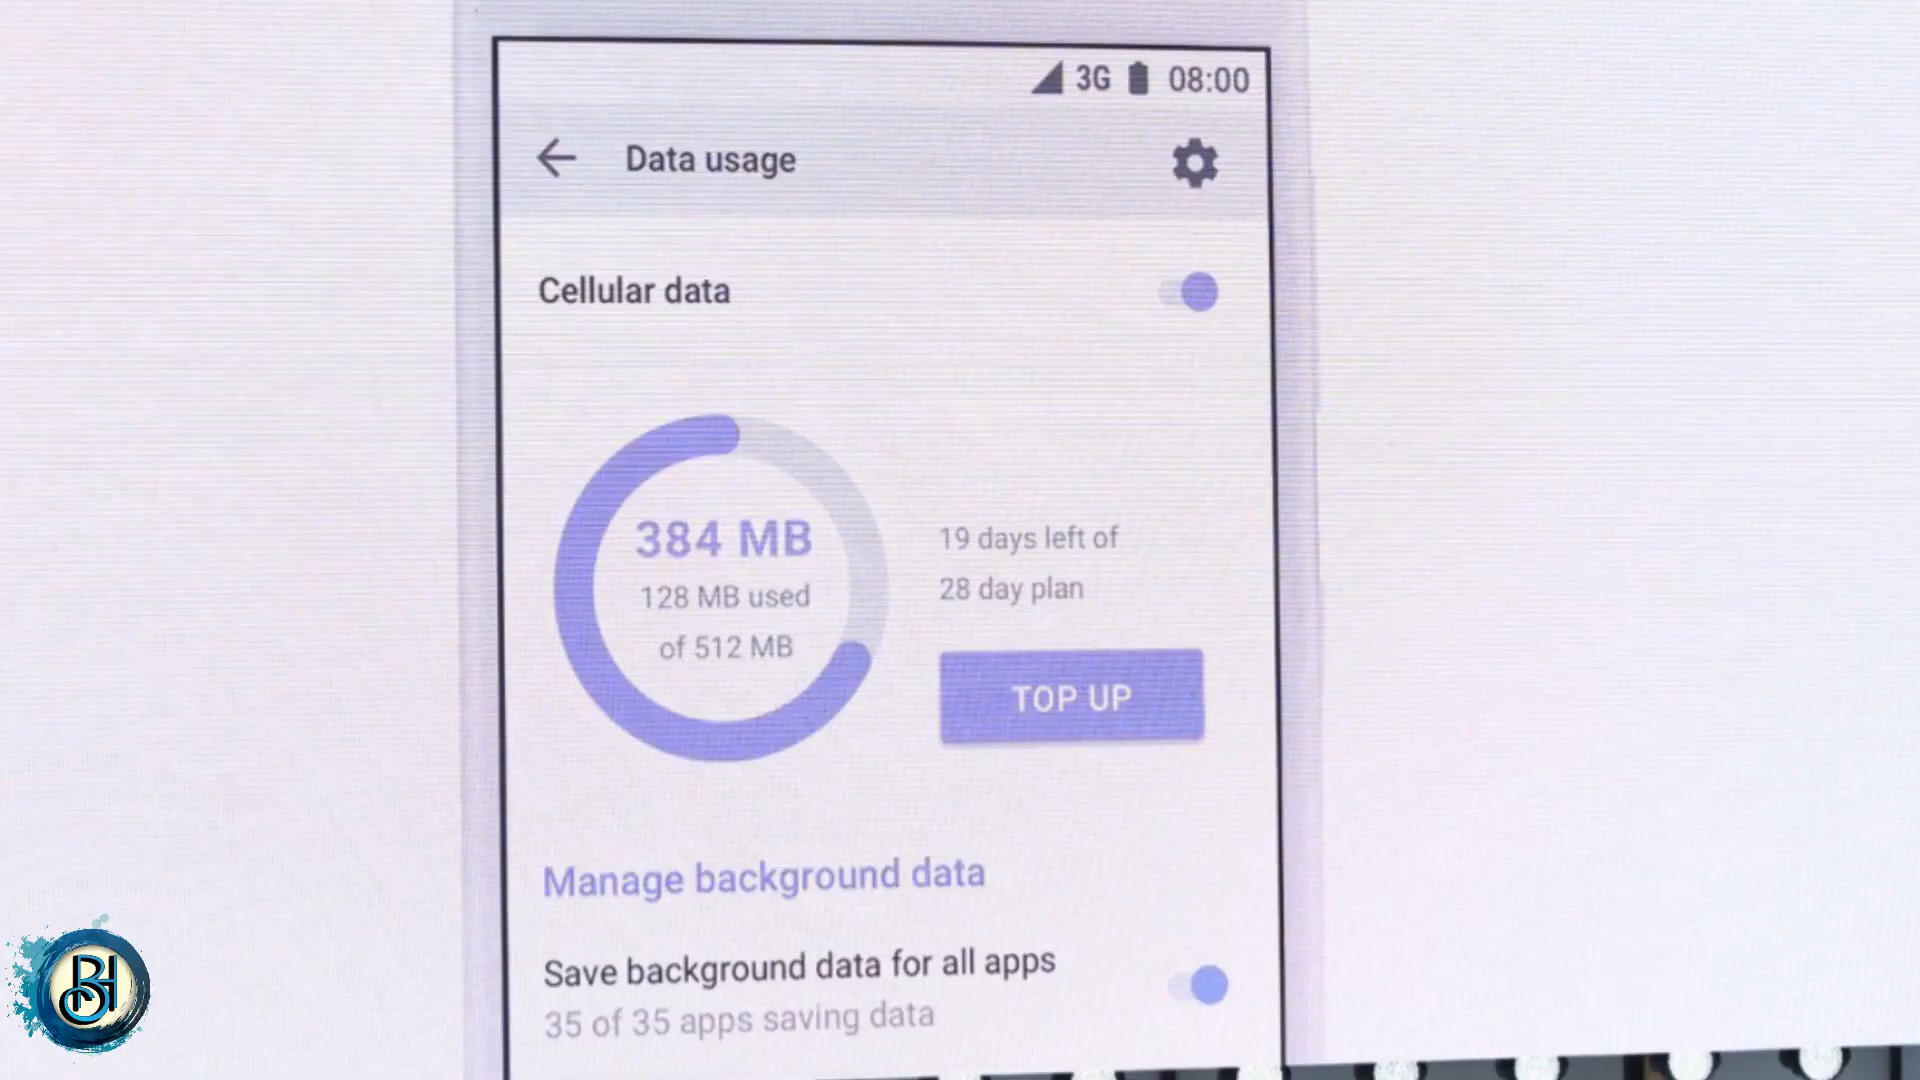 3G 08:00
Data usage
Cellular data
384 MB
128 MB used
of 512 MB
19 days left of
28 day plan
TOP UP
Manage background data
Save background data for all apps
35 of 35 apps saving data